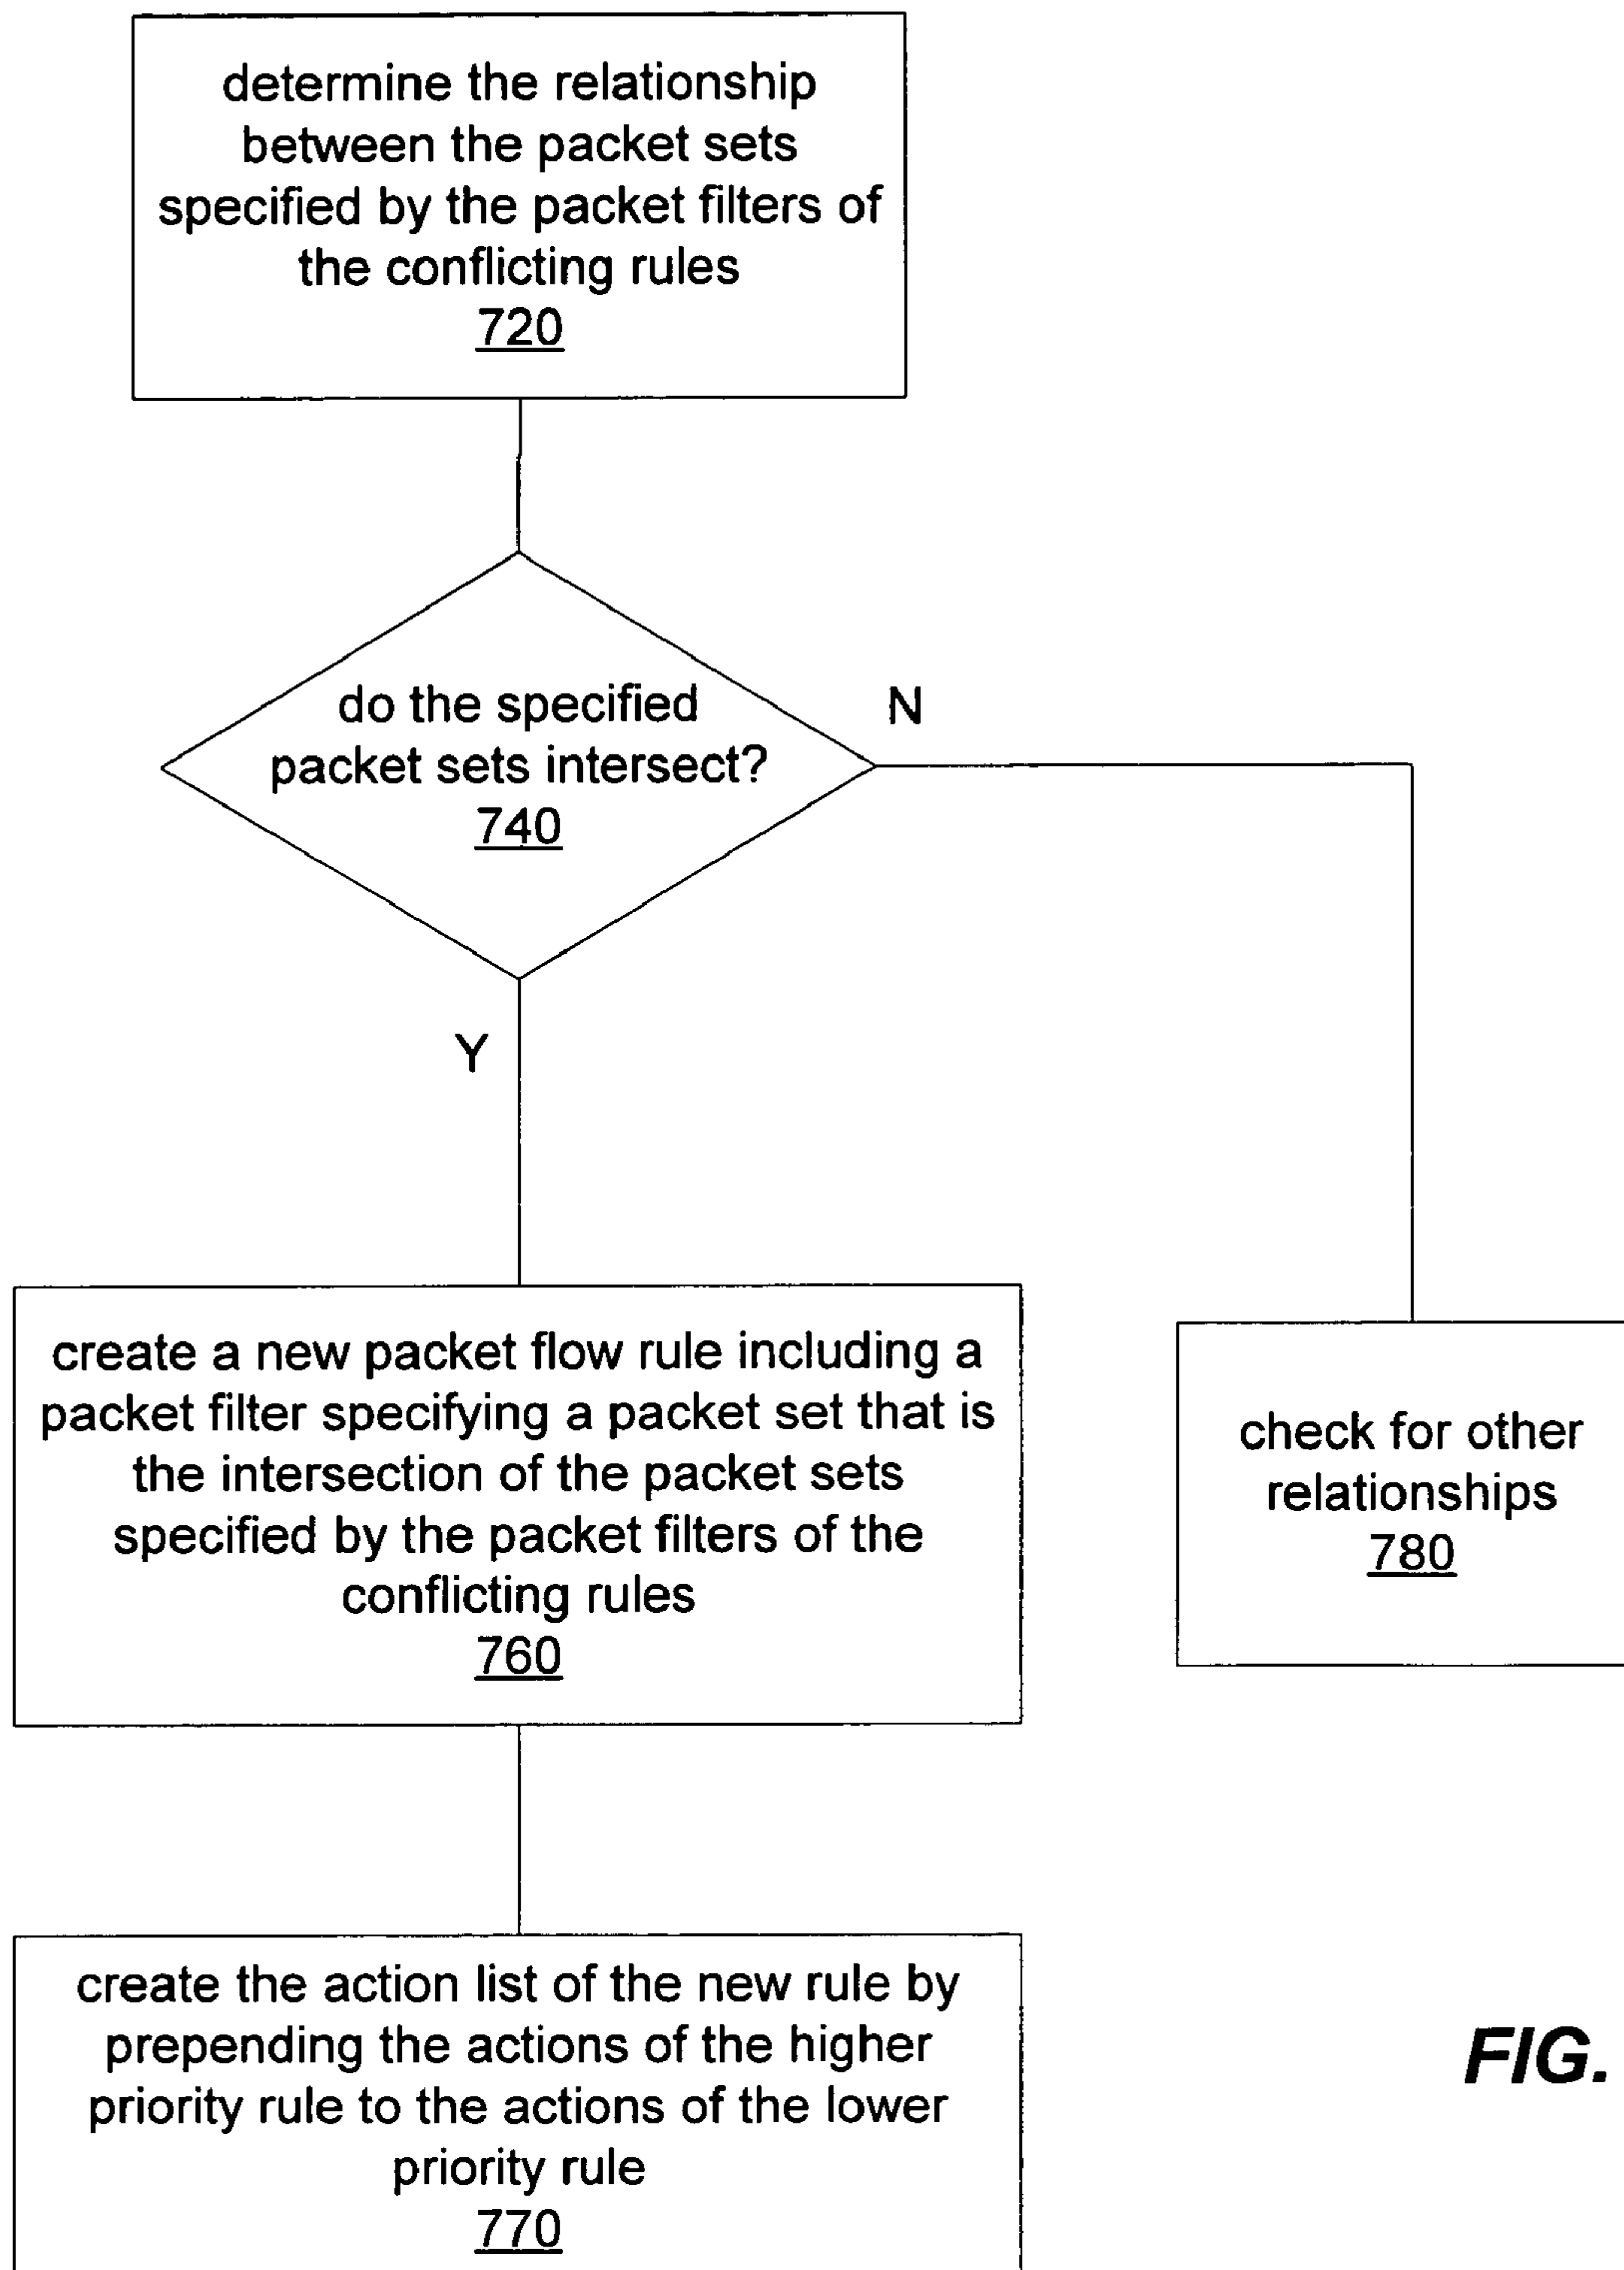 determine the relationship
between the packet sets
specified by the packet filters of
the conflicting rules
720
do the specified
packet sets intersect?
740
N
Y
create a new packet flow rule including a
packet filter specifying a packet set that is
the intersection of the packet sets
specified by the packet filters of the
conflicting rules
760
check for other
relationships
780
create the action list of the new rule by
prepending the actions of the higher
priority rule to the actions of the lower
priority rule
770
FIG.